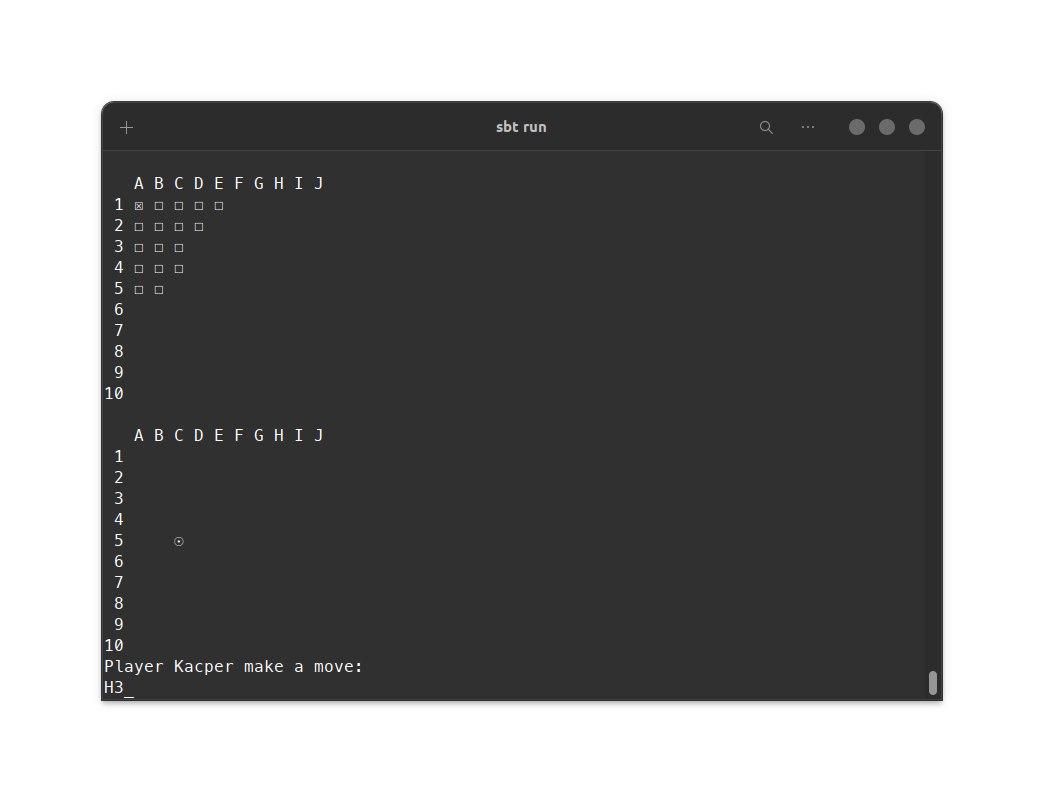 sbt run
   A B C D E F G H I J
 1 ☒ ☐ ☐ ☐ ☐
 2 ☐ ☐ ☐ ☐
 3 ☐ ☐ ☐
 4 ☐ ☐ ☐
 5 ☐ ☐
 6
 7
 8
 9
10
   A B C D E F G H I J
 1
 2
 3
 4
 5     ☉
 6
 7
 8
 9
10
Player Kacper make a move:
H3_